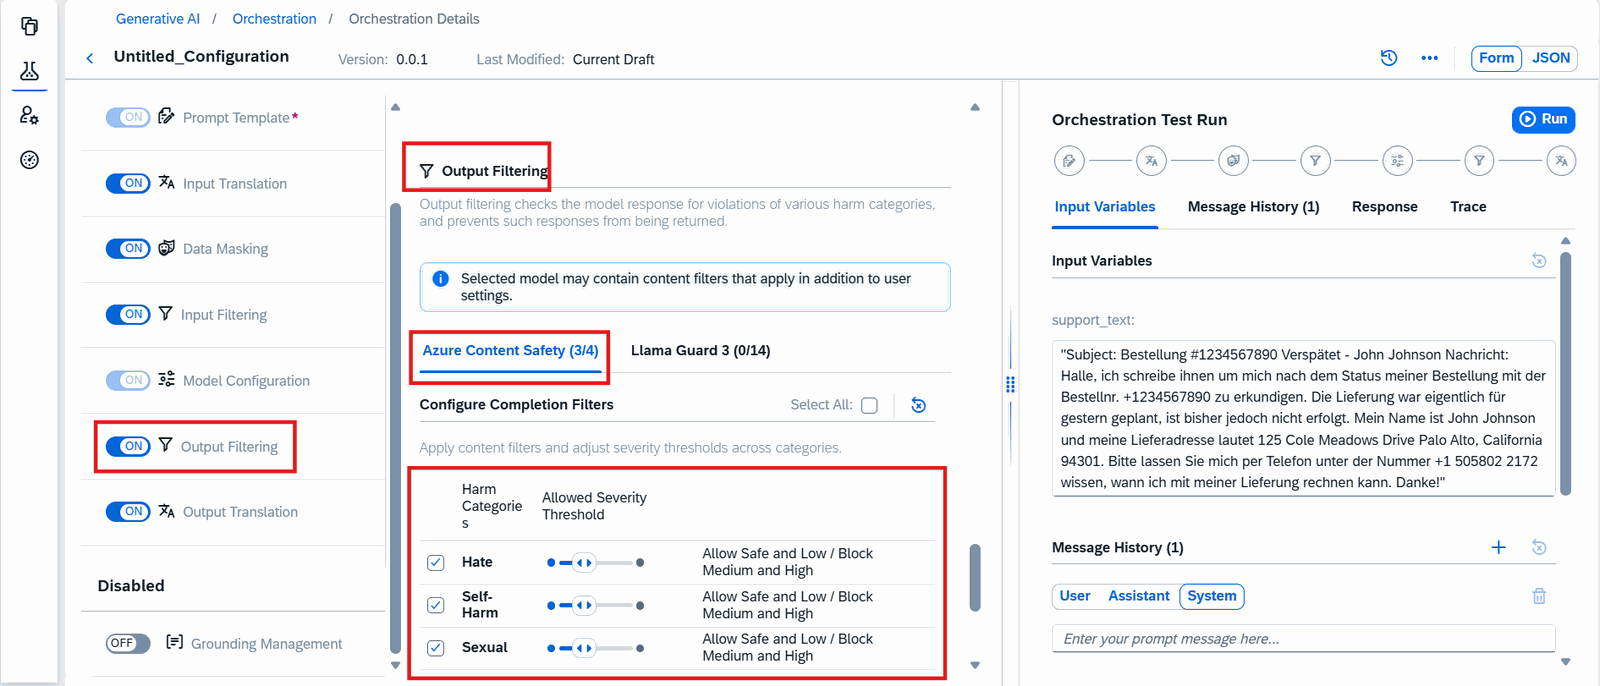 Generative AI / Orchestration / Orchestration Details
Untitled_Configuration
Version: 0.0.1
Last Modified: Current Draft
Form JSON
ON Prompt Template*
ON Input Translation
ON Data Masking
ON Input Filtering
ON Model Configuration
ON Output Filtering
ON Output Translation
Disabled
OFF Grounding Management
Output Filtering
Output filtering checks the model response for violations of various harm categories,
and prevents such responses from being returned.
Selected model may contain content filters that apply in addition to user
settings.
Azure Content Safety (3/4) Llama Guard 3 (0/14)
Configure Completion Filters Select All:
Apply content filters and adjust severity thresholds across categories.
Harm
Categorie
s
Allowed Severity
Threshold
Hate
Allow Safe and Low / Block
Medium and High
Self-
Harm
Allow Safe and Low / Block
Medium and High
Sexual
Allow Safe and Low / Block
Medium and High
Orchestration Test Run
Run
Input Variables Message History (1) Response Trace
Input Variables
support_text:
"Subject: Bestellung #1234567890 Verspätet - John Johnson Nachricht:
Halle, ich schreibe ihnen um mich nach dem Status meiner Bestellung mit der
Bestellnr. +1234567890 zu erkundigen. Die Lieferung war eigentlich für
gestern geplant, ist bisher jedoch nicht erfolgt. Mein Name ist John Johnson
und meine Lieferadresse lautet 125 Cole Meadows Drive Palo Alto, California
94301. Bitte lassen Sie mich per Telefon unter der Nummer +1 505802 2172
wissen, wann ich mit meiner Lieferung rechnen kann. Danke!"
Message History (1)
User Assistant System
Enter your prompt message here...